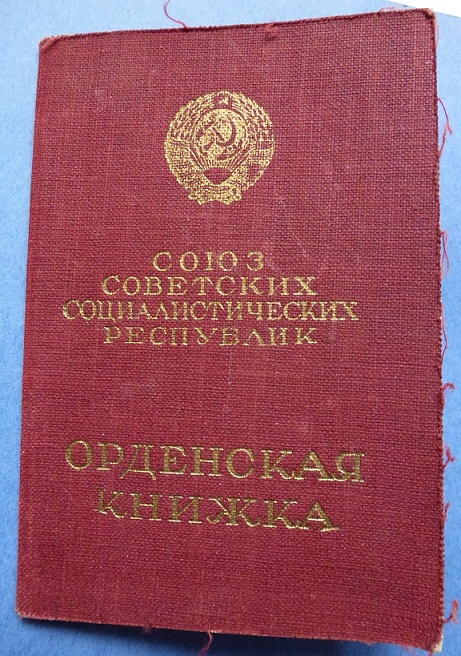 СОЮЗ
СОВЕТСКИХ
СОЦИАЛИСТИЧЕСКИХ
РЕСПУБЛИК
ОРДЕНСКАЯ
КНИЖКА